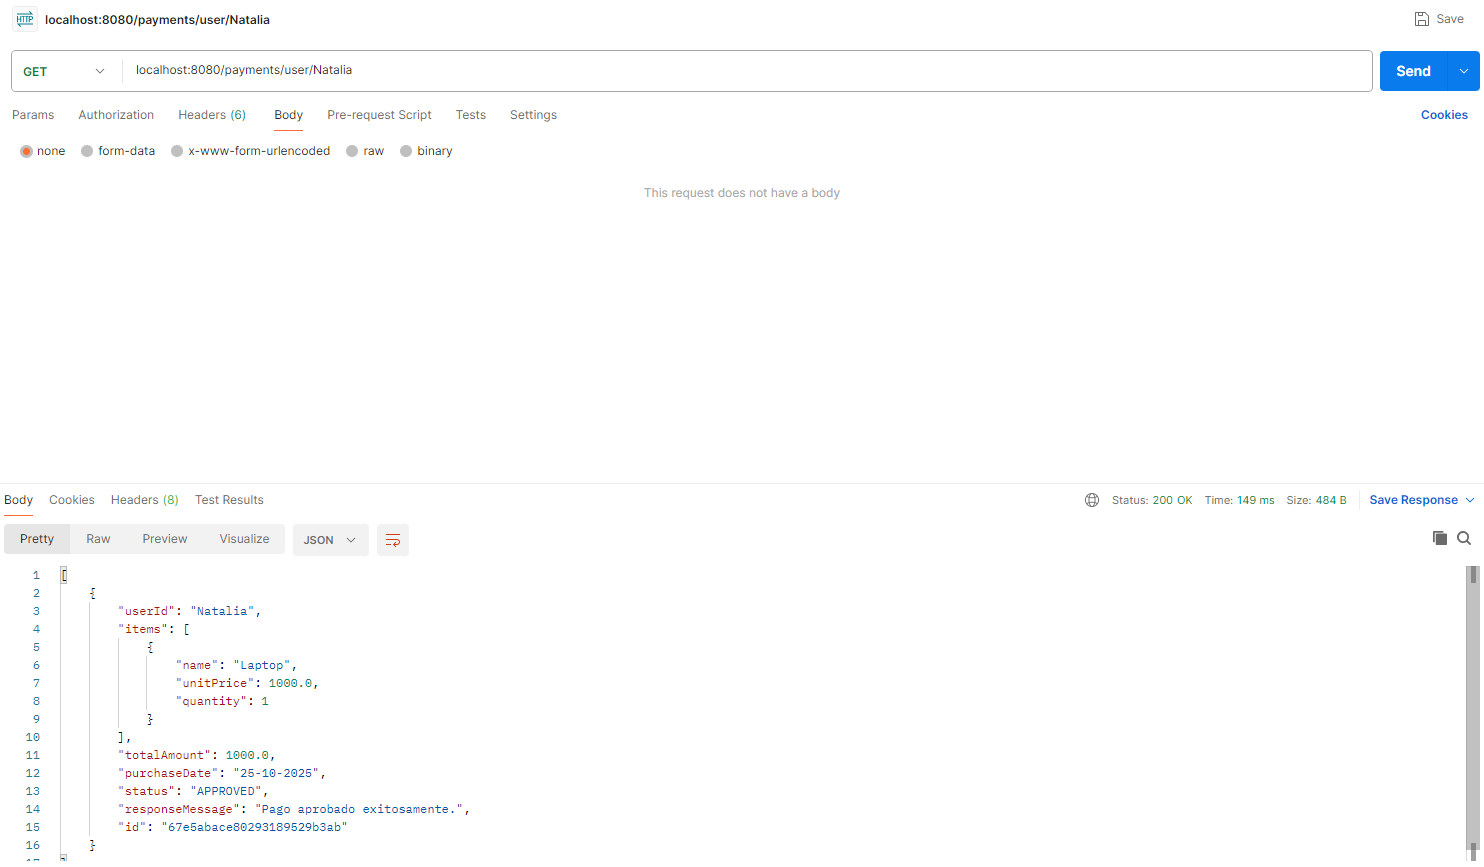 HTTP localhost:8080/payments/user/Natalia Save
GET localhost:8080/payments/user/Natalia Send
Params Authorization Headers (6) Body Pre-request Script Tests Settings Cookies
none form-data x-www-form-urlencoded raw binary
This request does not have a body
Body Cookies Headers (8) Test Results Status: 200 OK Time: 149 ms Size: 484 B Save Response
Pretty Raw Preview Visualize JSON
1 [
2 {
3 "userId": "Natalia",
4 "items": [
5 {
6 "name": "Laptop",
7 "unitPrice": 1000.0,
8 "quantity": 1
9 }
10 ],
11 "totalAmount": 1000.0,
12 "purchaseDate": "25-10-2025",
13 "status": "APPROVED",
14 "responseMessage": "Pago aprobado exitosamente.",
15 "id": "67e5abace80293189529b3ab"
16 }
17 ]